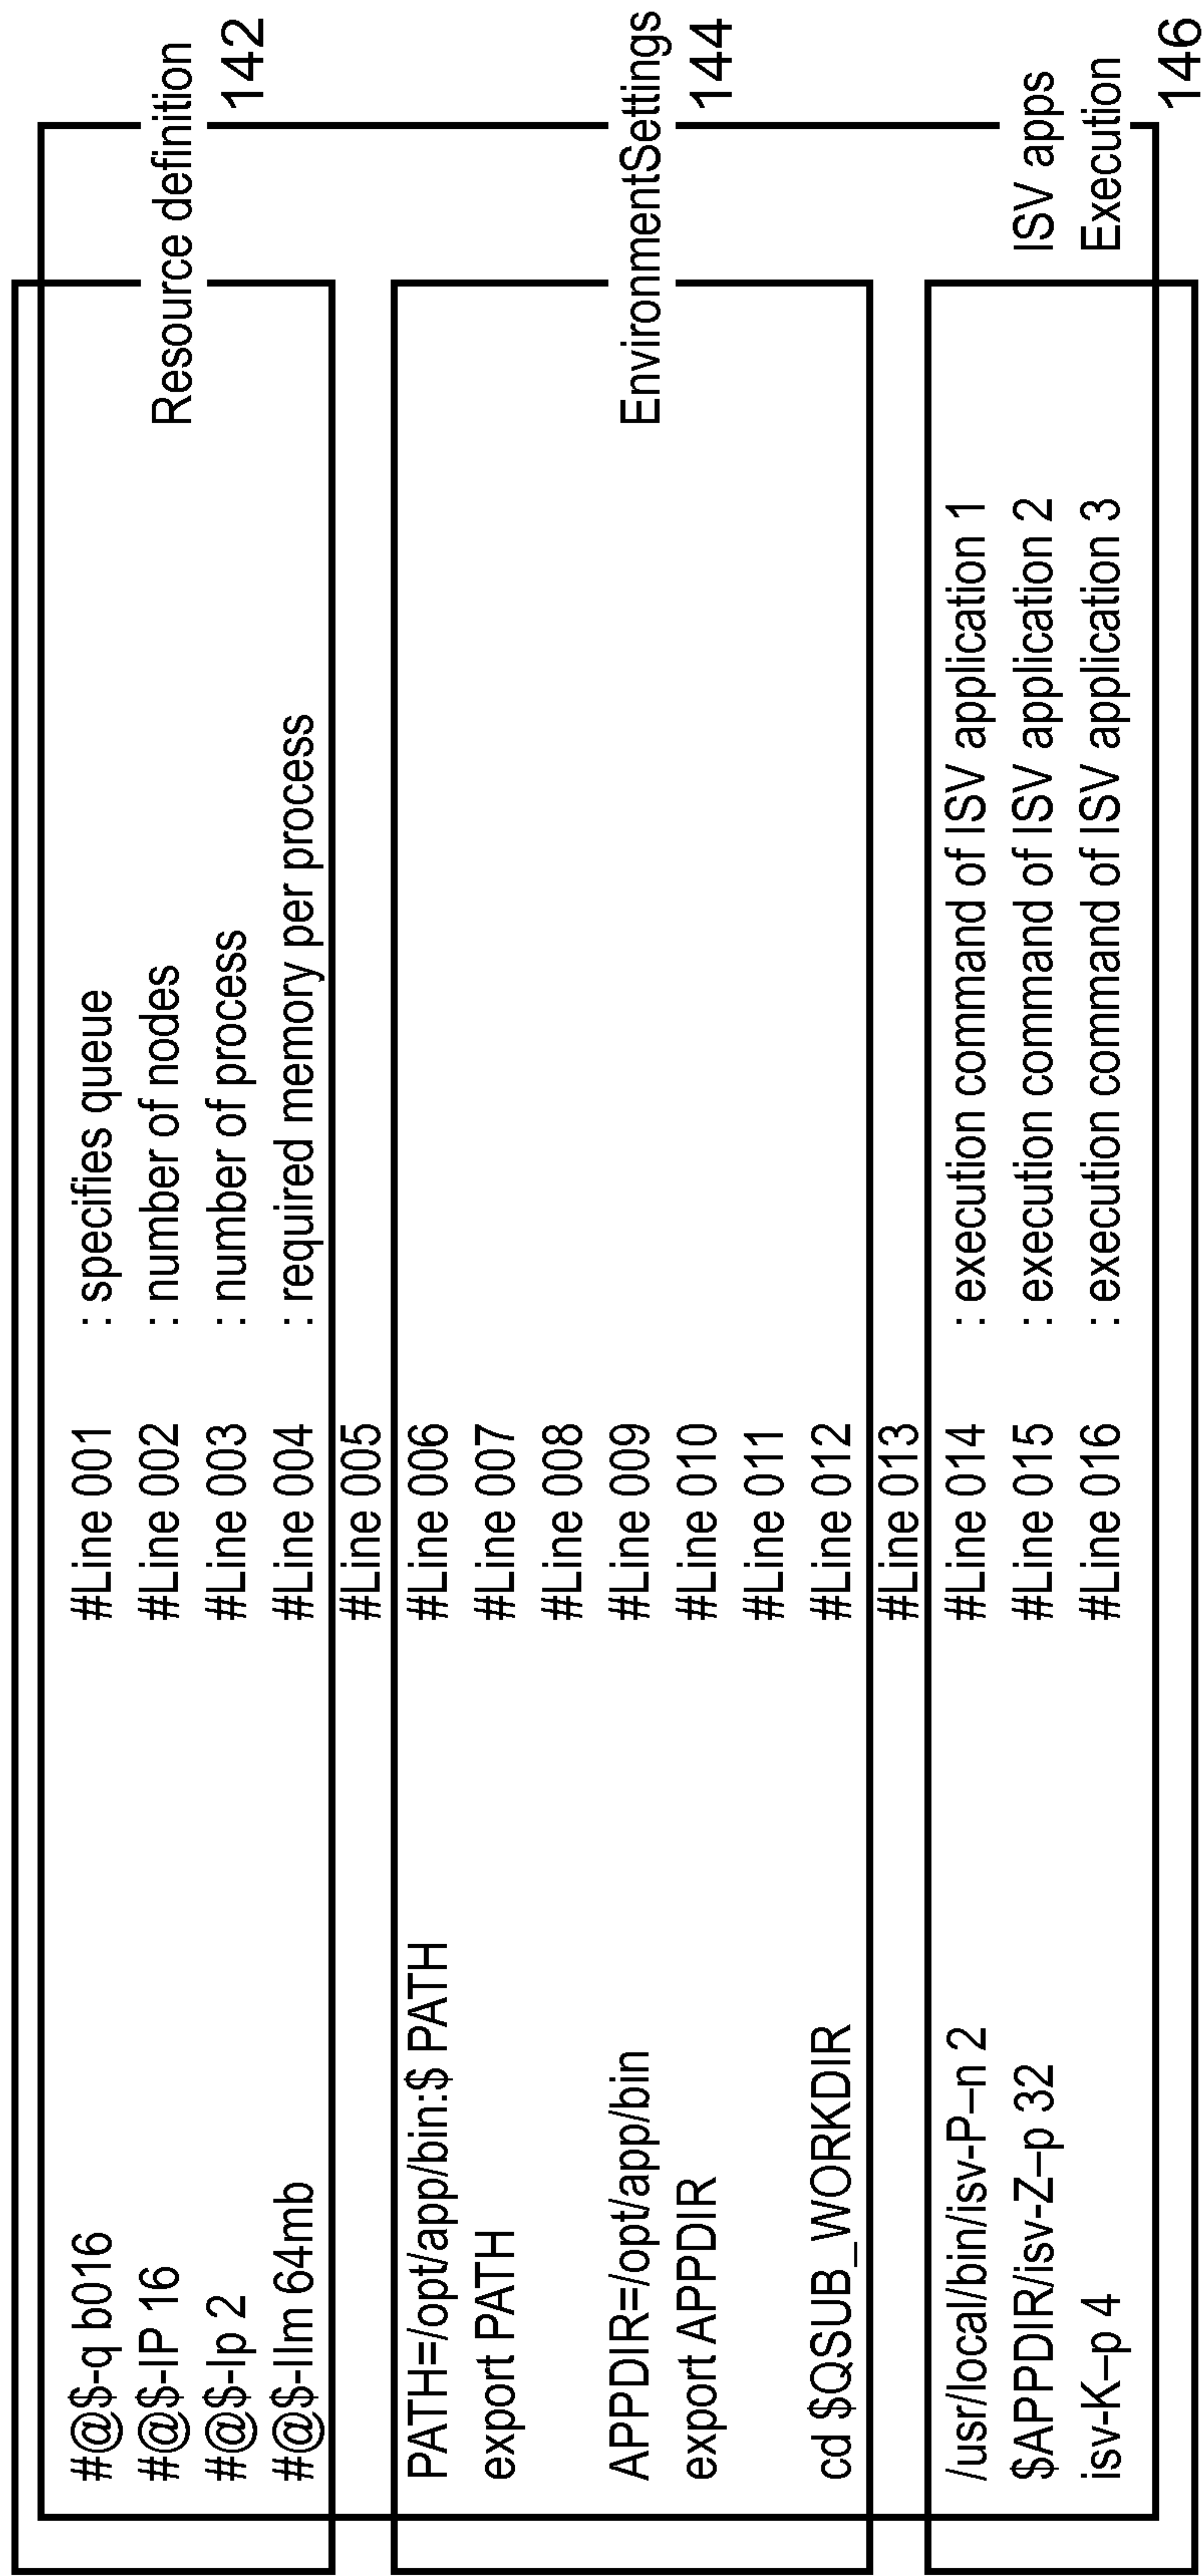 #@$-q b016 #Line 001 : specifies queue
#@$-lP 16 #Line 002 : number of nodes
#@$-lp 2 #Line 003 : number of process
#@$-llm 64mb #Line 004 : required memory per process
Resource definition
142
#Line 005
PATH=/opt/app/bin:$ PATH #Line 006
export PATH #Line 007
#Line 008
APPDIR=/opt/app/bin #Line 009
export APPDIR #Line 010
#Line 011
cd $QSUB_WORKDIR #Line 012
EnvironmentSettings
144
#Line 013
/usr/local/bin/isv-P–n 2 #Line 014 : execution command of ISV application 1
$APPDIR/isv-Z–p 32 #Line 015 : execution command of ISV application 2
isv-K–p 4 #Line 016 : execution command of ISV application 3
ISV apps
Execution
146